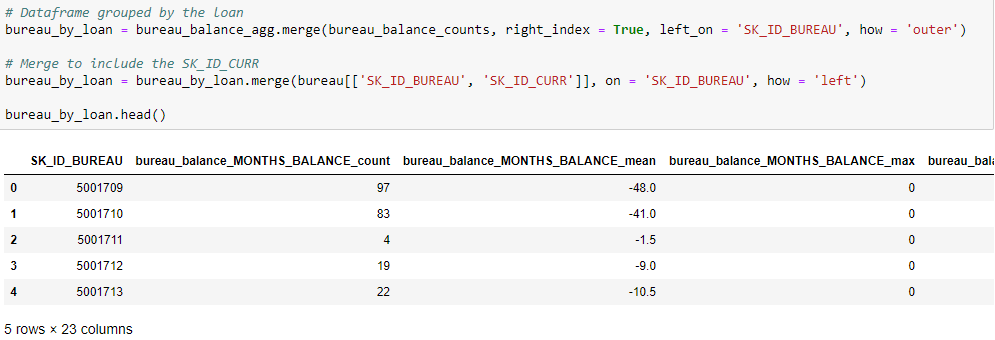 # Dataframe grouped by the loan
bureau_by_loan = bureau_balance_agg.merge(bureau_balance_counts, right_index = True, left_on = 'SK_ID_BUREAU', how = 'outer')
# Merge to include the SK_ID_CURR
bureau_by_loan = bureau_by_loan.merge(bureau[['SK_ID_BUREAU', 'SK_ID_CURR']], on = 'SK_ID_BUREAU', how = 'left')
bureau_by_loan.head()
SK_ID_BUREAU bureau_balance_MONTHS_BALANCE_count bureau_balance_MONTHS_BALANCE_mean bureau_balance_MONTHS_BALANCE_max
0 5001709 97 -48.0 0
1 5001710 83 -41.0 0
2 5001711 4 -1.5 0
3 5001712 19 -9.0 0
4 5001713 22 -10.5 0
5 rows × 23 columns